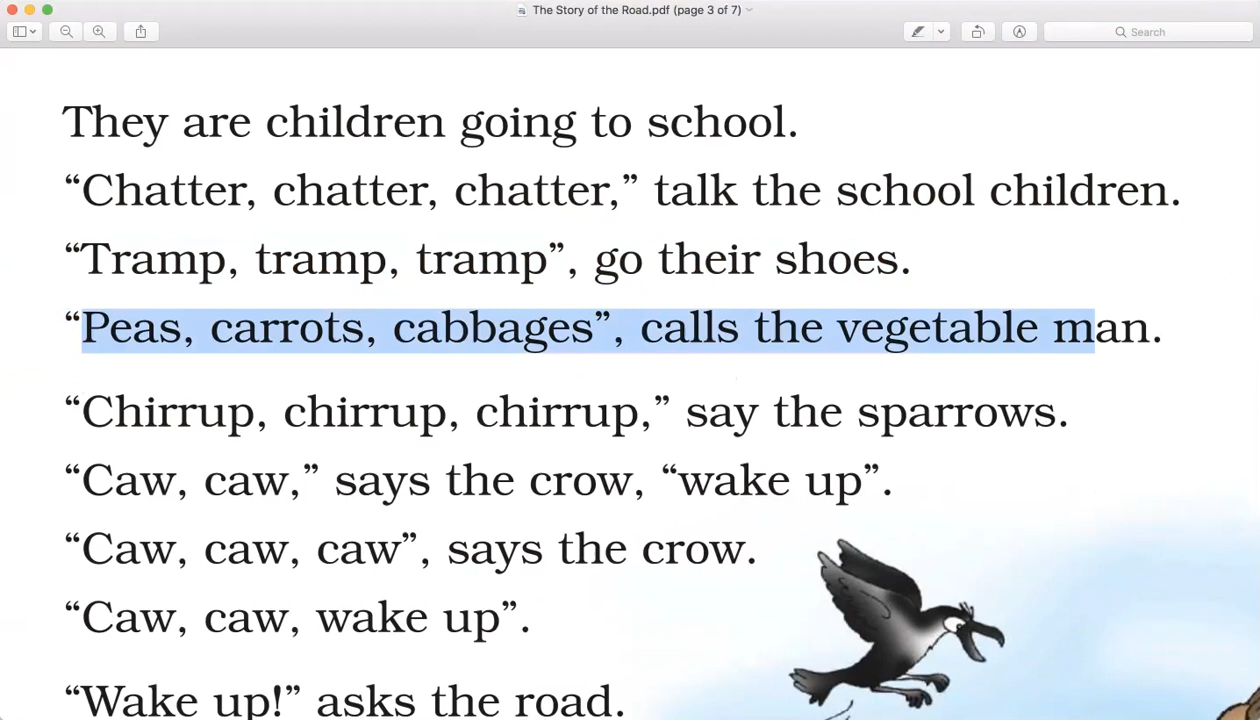 The Story of the Road.pdf (page 3 of 7)
Search
They are children going to school.
“Chatter, chatter, chatter,” talk the school children.
“Tramp, tramp, tramp”, go their shoes.
“Peas, carrots, cabbages”, calls the vegetable man.
“Chirrup, chirrup, chirrup,” say the sparrows.
“Caw, caw,” says the crow, “wake up”.
“Caw, caw, caw”, says the crow.
“Caw, caw, wake up”.
“Wake up!” asks the road.